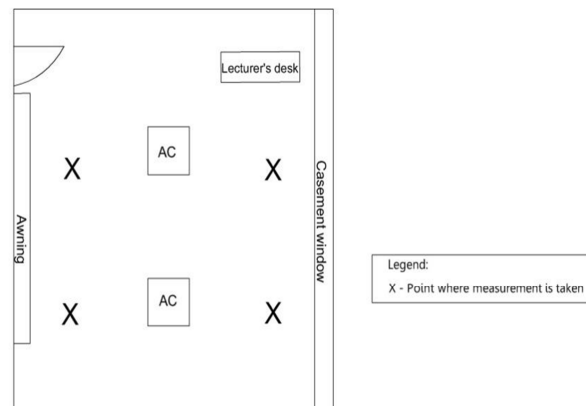 Lecturer's desk
AC
X
X
Casement window
Awning
Legend:
X - Point where measurement is taken
AC
X
X